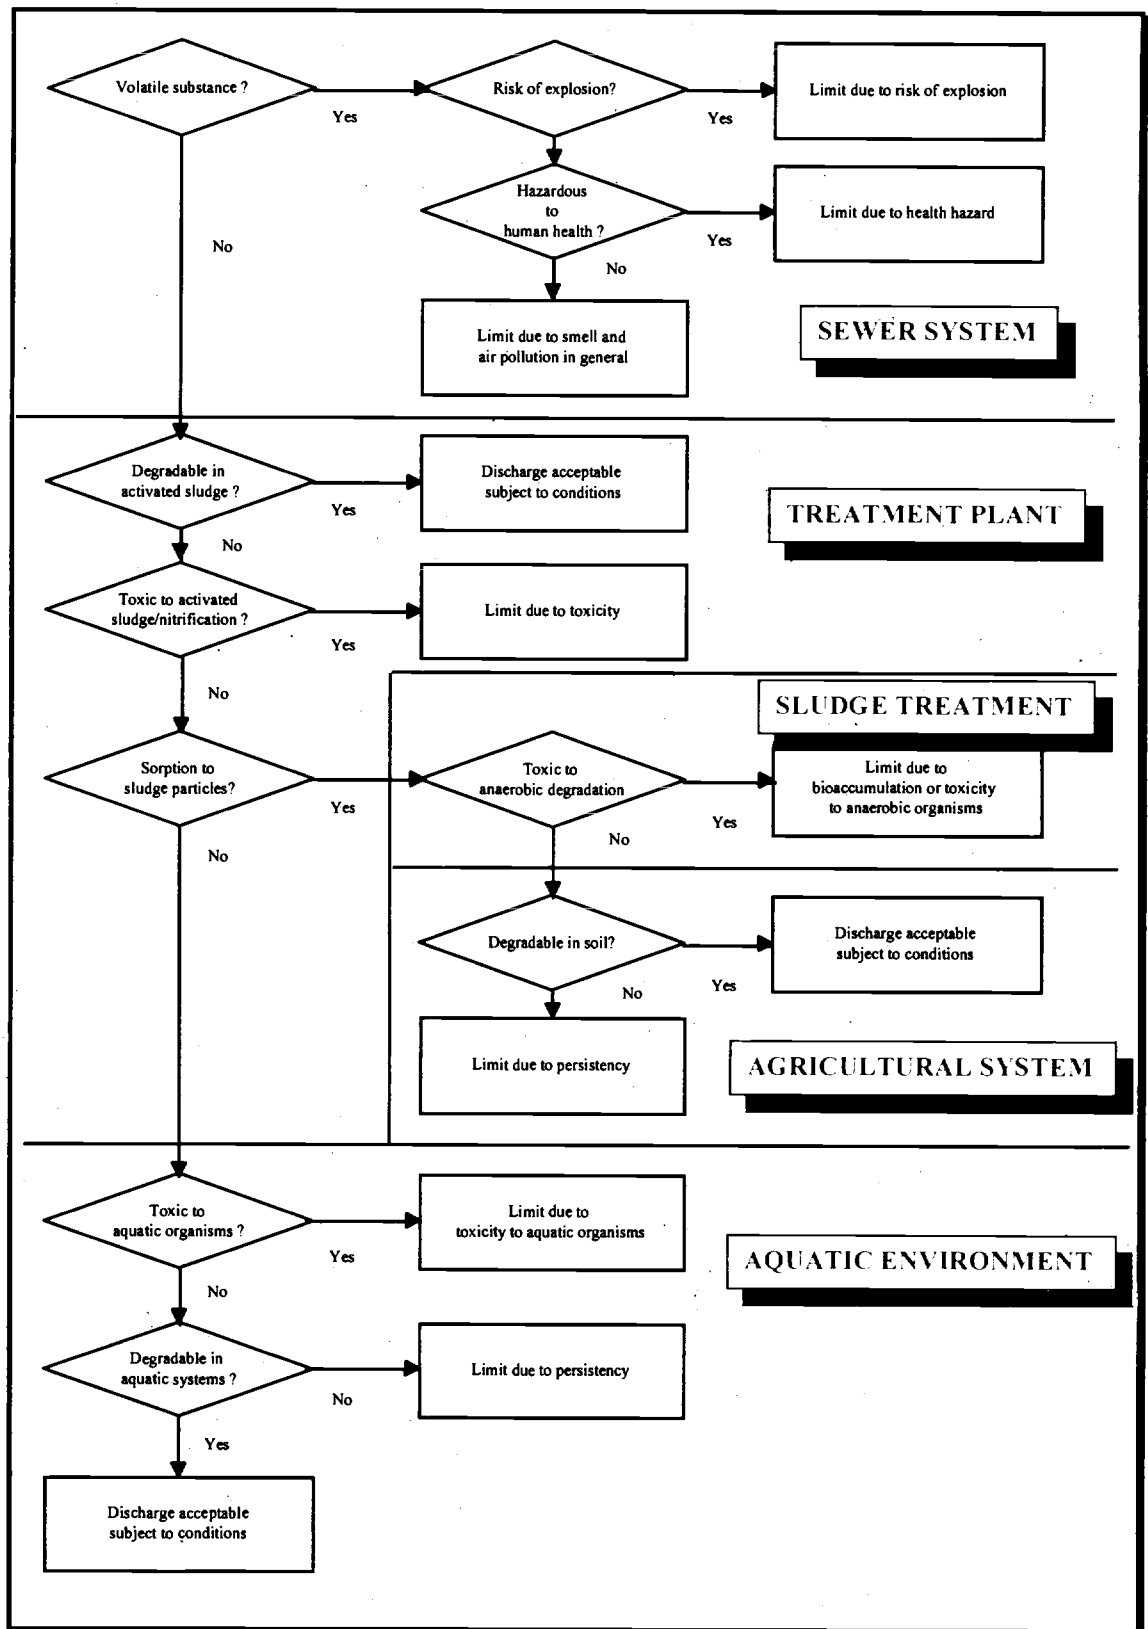 Volatile substance ?
Yes
Risk of explosion?
Yes
Limit due to risk of explosion
Hazardous
to
human health ?
Yes
Limit due to health hazard
No
No
Limit due to smell and
air pollution in general
SEWER SYSTEM
Degradable in
activated sludge ?
Yes
Discharge acceptable
subject to conditions
TREATMENT PLANT
No
Toxic to activated
sludge/nitrification ?
Yes
Limit due to toxicity
No
SLUDGE TREATMENT
Sorption to
sludge particles?
Yes
Toxic to
anaerobic degradation
Yes
Limit due to
bioaccumulation or toxicity
to anaerobic organisms
No
No
Degradable in soil?
Yes
Discharge acceptable
subject to conditions
No
Limit due to persistency
AGRICULTURAL SYSTEM
Toxic to
aquatic organisms ?
Yes
Limit due to
toxicity to aquatic organisms
AQUATIC ENVIRONMENT
No
Degradable in
aquatic systems ?
No
Limit due to persistency
Yes
Discharge acceptable
subject to conditions